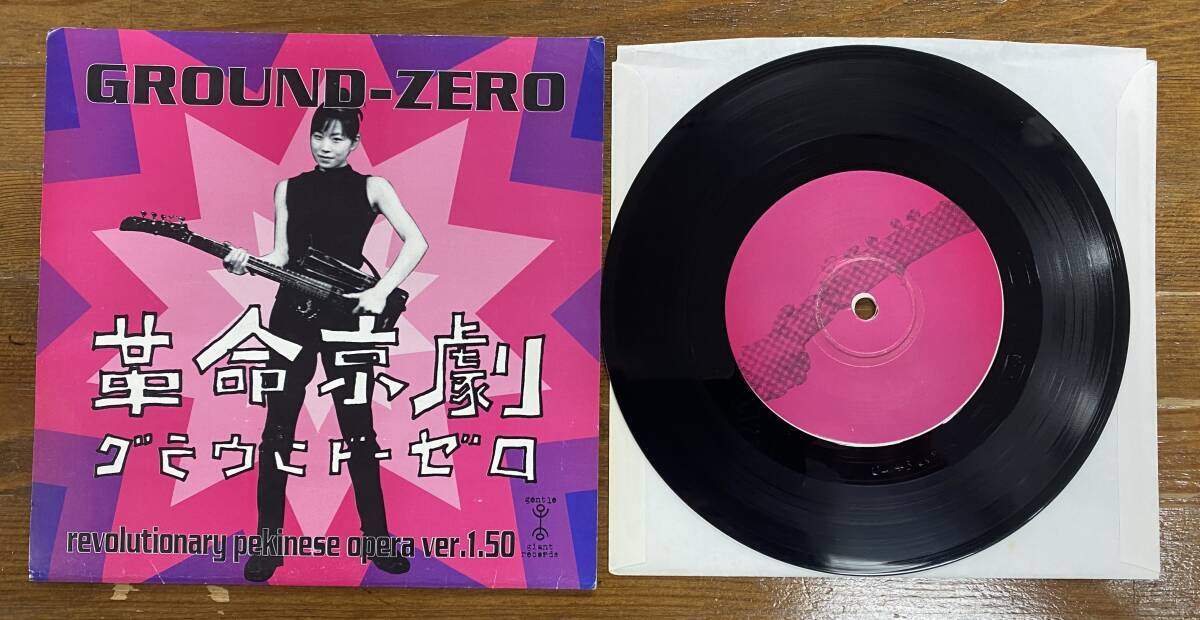 GROUND-ZERO
革命京劇
グラウンド-ゼロ
revolutionary pekinese opera ver.1.50
gentle
giant
records